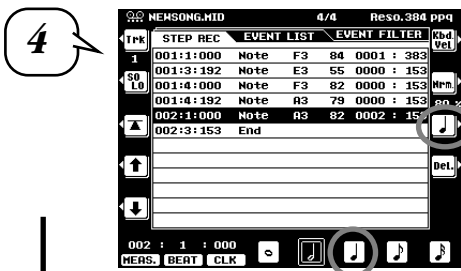 4
NEWSONG.MID 4/4 Reso.384 ppq
Trk STEP REC EVENT LIST EVENT FILTER Kbd. Vel
1 001:1:000 Note F3 84 0001 : 383
SOLO 001:3:192 Note E3 55 0000 : 153
001:4:000 Note F3 82 0000 : 153 Nrm.
001:4:192 Note A3 79 0000 : 153 80 %
002:1:000 Note A3 82 0002 : 153
002:3:153 End
Del.
002 : 1 : 000
MEAS. BEAT CLK